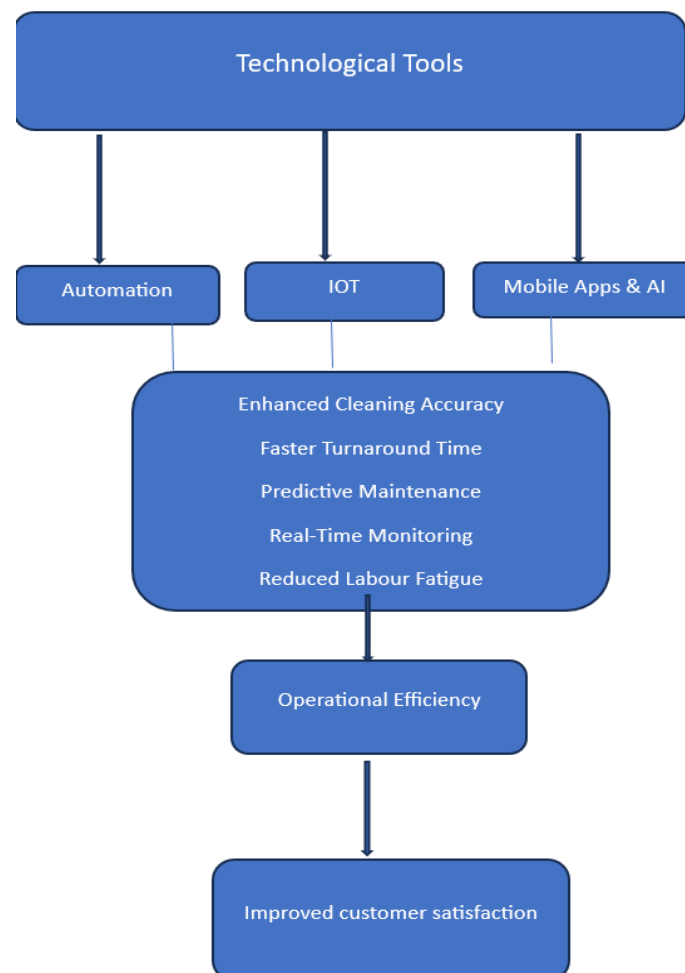 Technological Tools
Automation
IOT
Mobile Apps & AI
Enhanced Cleaning Accuracy
Faster Turnaround Time
Predictive Maintenance
Real-Time Monitoring
Reduced Labour Fatigue
Operational Efficiency
Improved customer satisfaction